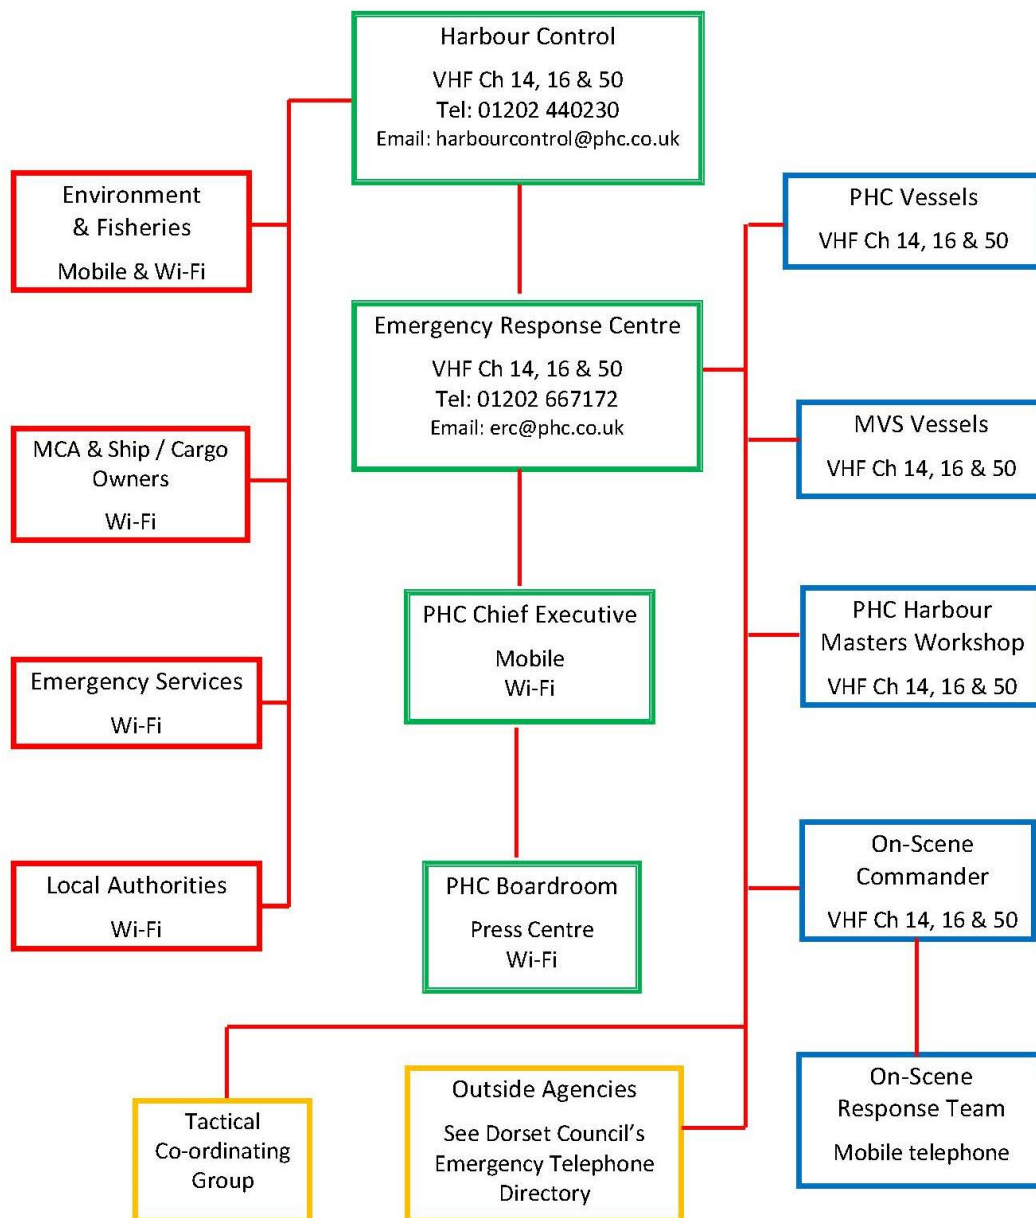 Harbour Control
VHF Ch 14, 16 & 50
Tel: 01202 440230
Email: harbourcontrol@phc.co.uk
Environment
& Fisheries
Mobile & Wi-Fi
PHC Vessels
VHF Ch 14, 16 & 50
Emergency Response Centre
VHF Ch 14, 16 & 50
Tel: 01202 667172
Email: erc@phc.co.uk
MCA & Ship / Cargo
Owners
Wi-Fi
MVS Vessels
VHF Ch 14, 16 & 50
PHC Chief Executive
Mobile
Wi-Fi
PHC Harbour
Masters Workshop
VHF Ch 14, 16 & 50
Emergency Services
Wi-Fi
Local Authorities
Wi-Fi
PHC Boardroom
Press Centre
Wi-Fi
On-Scene
Commander
VHF Ch 14, 16 & 50
Tactical
Co-ordinating
Group
Outside Agencies
See Dorset Council’s
Emergency Telephone
Directory
On-Scene
Response Team
Mobile telephone